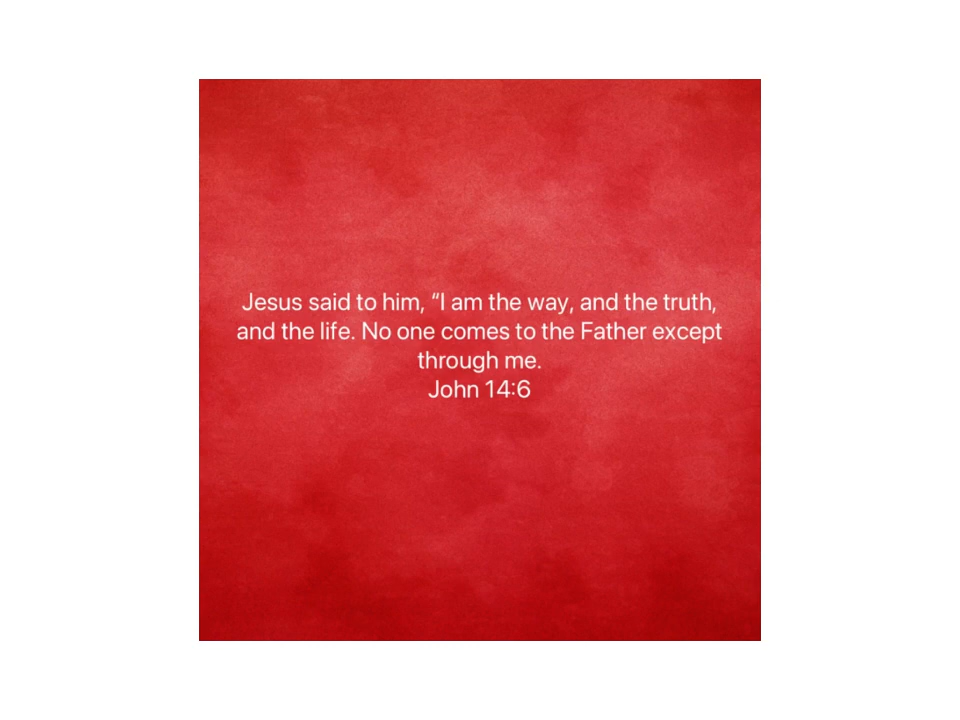 Jesus said to him, “I am the way, and the truth,
and the life. No one comes to the Father except
through me.
John 14:6